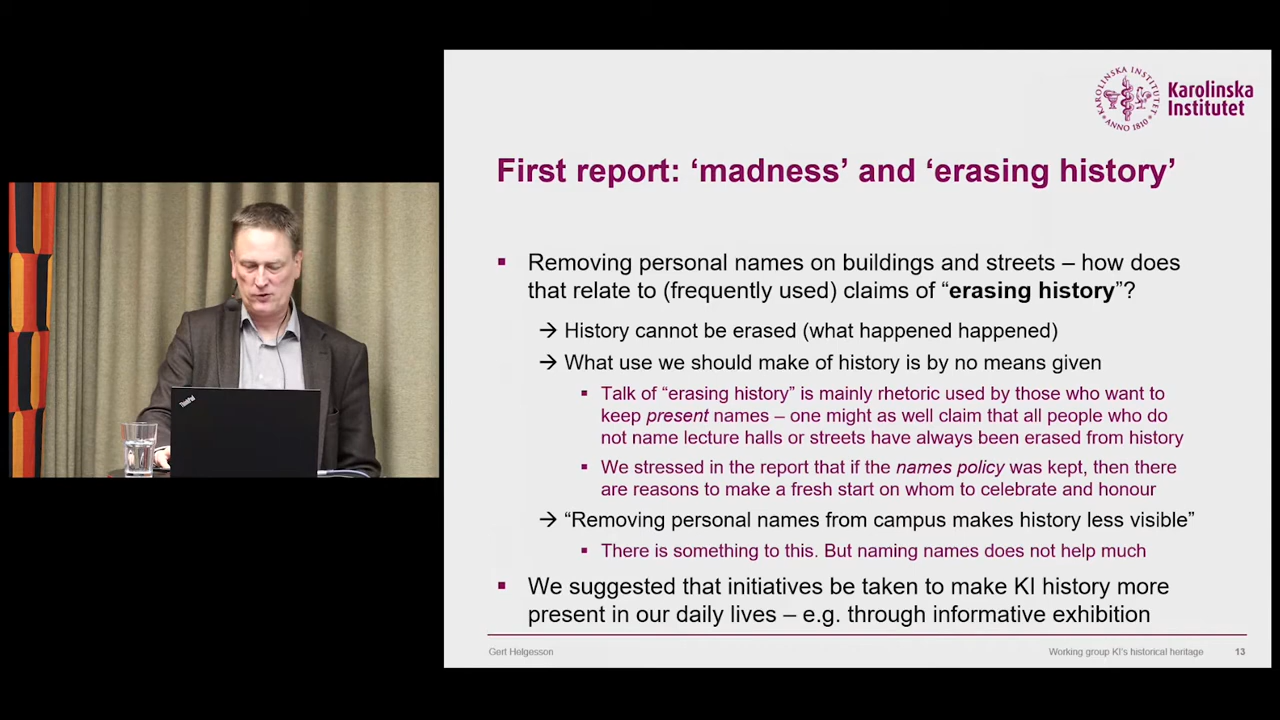 KAROLINSKA INSTITUTET
ANNO 1810
Karolinska
Institutet
First report: ‘madness’ and ‘erasing history’
Removing personal names on buildings and streets – how does
that relate to (frequently used) claims of “erasing history”?
→ History cannot be erased (what happened happened)
→ What use we should make of history is by no means given
Talk of “erasing history” is mainly rhetoric used by those who want to
keep present names – one might as well claim that all people who do
not name lecture halls or streets have always been erased from history
We stressed in the report that if the names policy was kept, then there
are reasons to make a fresh start on whom to celebrate and honour
→ “Removing personal names from campus makes history less visible”
There is something to this. But naming names does not help much
We suggested that initiatives be taken to make KI history more
present in our daily lives – e.g. through informative exhibition
Gert Helgesson
Working group KI's historical heritage
13
ThinkPad